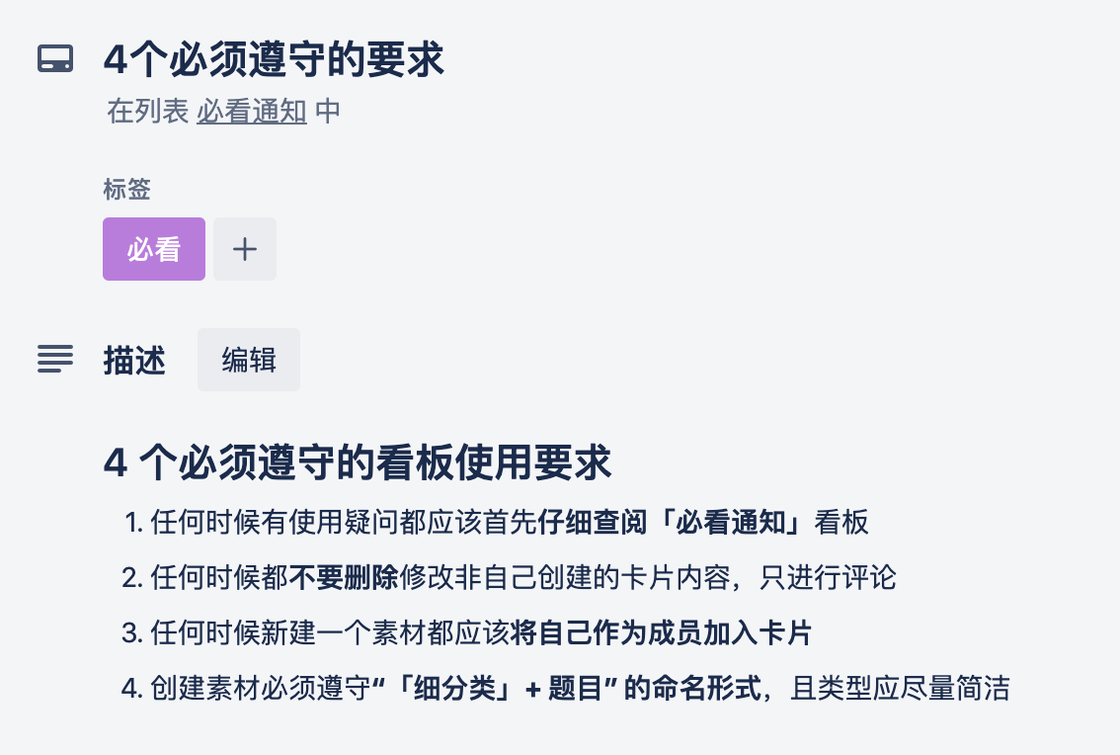 4个必须遵守的要求
在列表 必看通知 中
标签
必看 +
描述 编辑
4 个必须遵守的看板使用要求
1. 任何时候有使用疑问都应该首先仔细查阅「必看通知」看板
2. 任何时候都不要删除修改非自己创建的卡片内容，只进行评论
3. 任何时候新建一个素材都应该将自己作为成员加入卡片
4. 创建素材必须遵守“「细分类」+ 题目” 的命名形式，且类型应尽量简洁